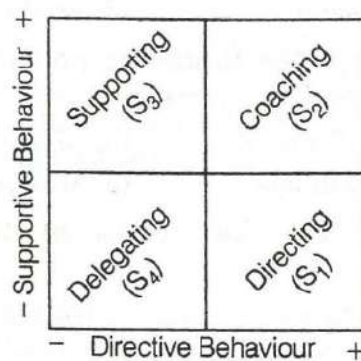 − Supportive Behaviour +
Supporting
(S₃)
Coaching
(S₂)
Delegating
(S₄)
Directing
(S₁)
− Directive Behaviour +